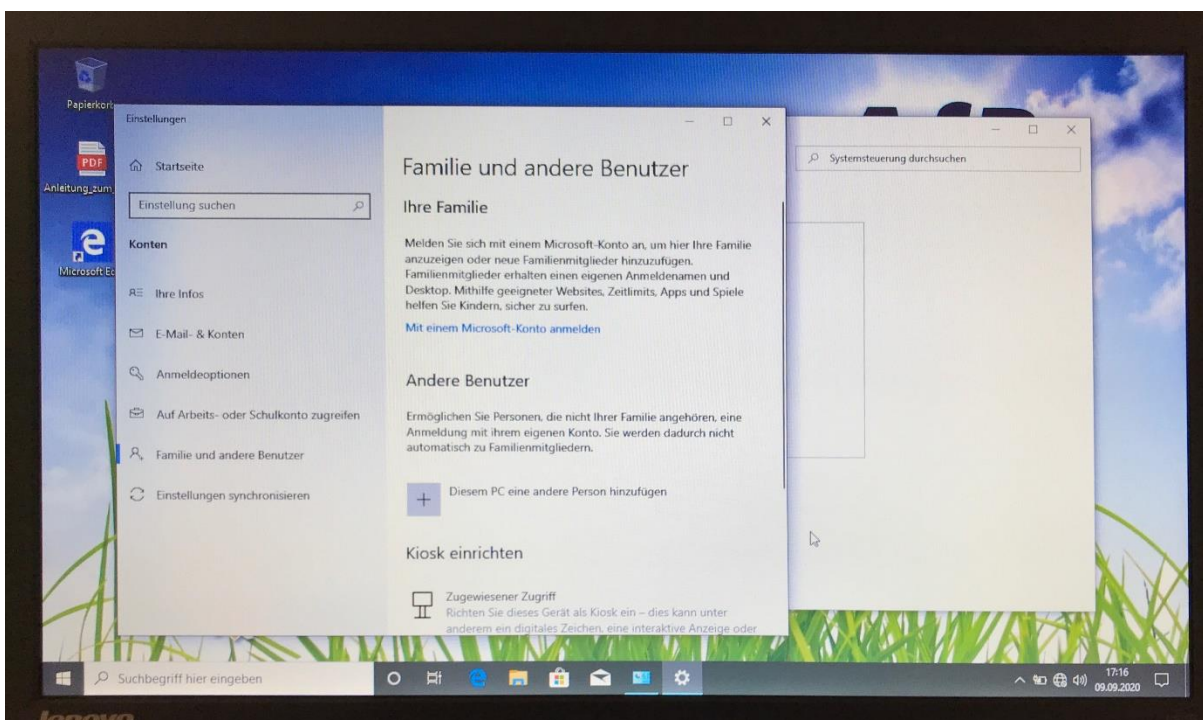 Papierkorb
PDF
Anleitung_zum_
Microsoft Ed
Einstellungen
Startseite
Einstellung suchen
Konten
Ihre Infos
E-Mail- & Konten
Anmeldeoptionen
Auf Arbeits- oder Schulkonto zugreifen
Familie und andere Benutzer
Einstellungen synchronisieren
Familie und andere Benutzer
Ihre Familie
Melden Sie sich mit einem Microsoft-Konto an, um hier Ihre Familie
anzuzeigen oder neue Familienmitglieder hinzuzufügen.
Familienmitglieder erhalten einen eigenen Anmeldenamen und
Desktop. Mithilfe geeigneter Websites, Zeitlimits, Apps und Spiele
helfen Sie Kindern, sicher zu surfen.
Mit einem Microsoft-Konto anmelden
Andere Benutzer
Ermöglichen Sie Personen, die nicht Ihrer Familie angehören, eine
Anmeldung mit ihrem eigenen Konto. Sie werden dadurch nicht
automatisch zu Familienmitgliedern.
Diesem PC eine andere Person hinzufügen
Kiosk einrichten
Zugewiesener Zugriff
Richten Sie dieses Gerät als Kiosk ein – dies kann unter
anderem ein digitales Zeichen, eine interaktive Anzeige oder
Systemsteuerung durchsuchen
Suchbegriff hier eingeben
17:16
09.09.2020
lenovo